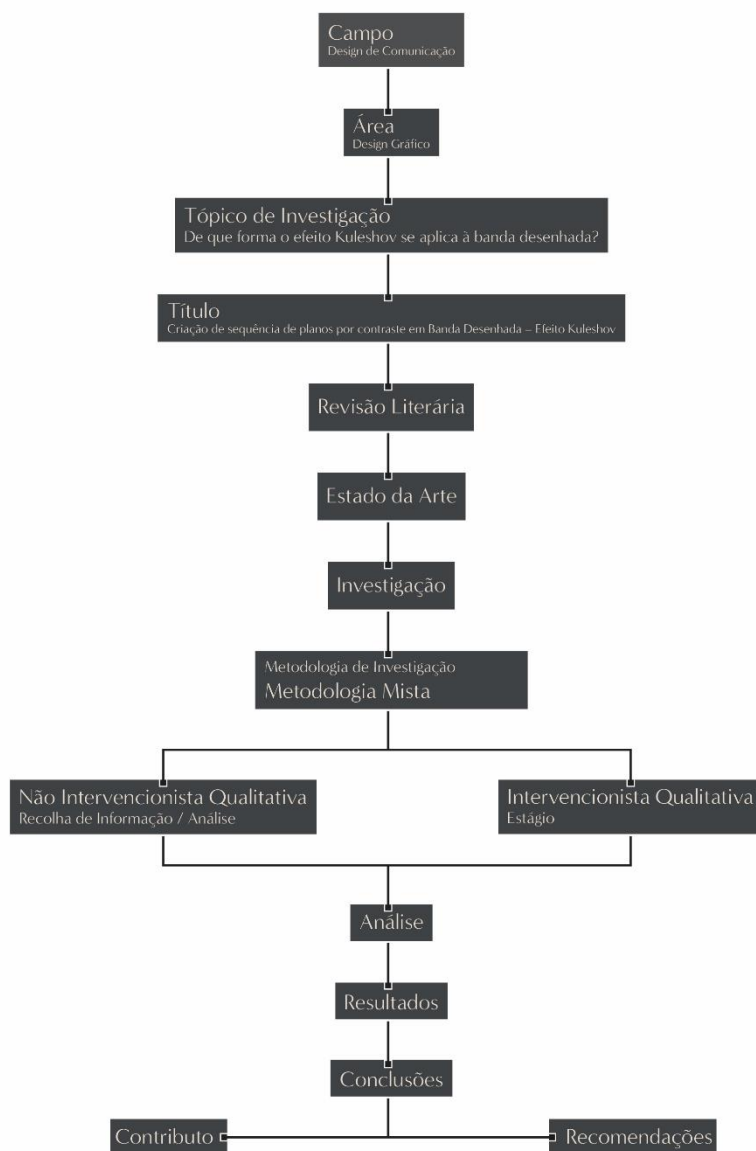 Campo
Design de Comunicação
Área
Design Gráfico
Tópico de Investigação
De que forma o efeito Kuleshov se aplica à banda desenhada?
Título
Criação de sequência de planos por contraste em Banda Desenhada – Efeito Kuleshov
Revisão Literária
Estado da Arte
Investigação
Metodologia de Investigação
Metodologia Mista
Não Intervencionista Qualitativa
Recolha de Informação / Análise
Intervencionista Qualitativa
Estágio
Análise
Resultados
Conclusões
Contributo
Recomendações